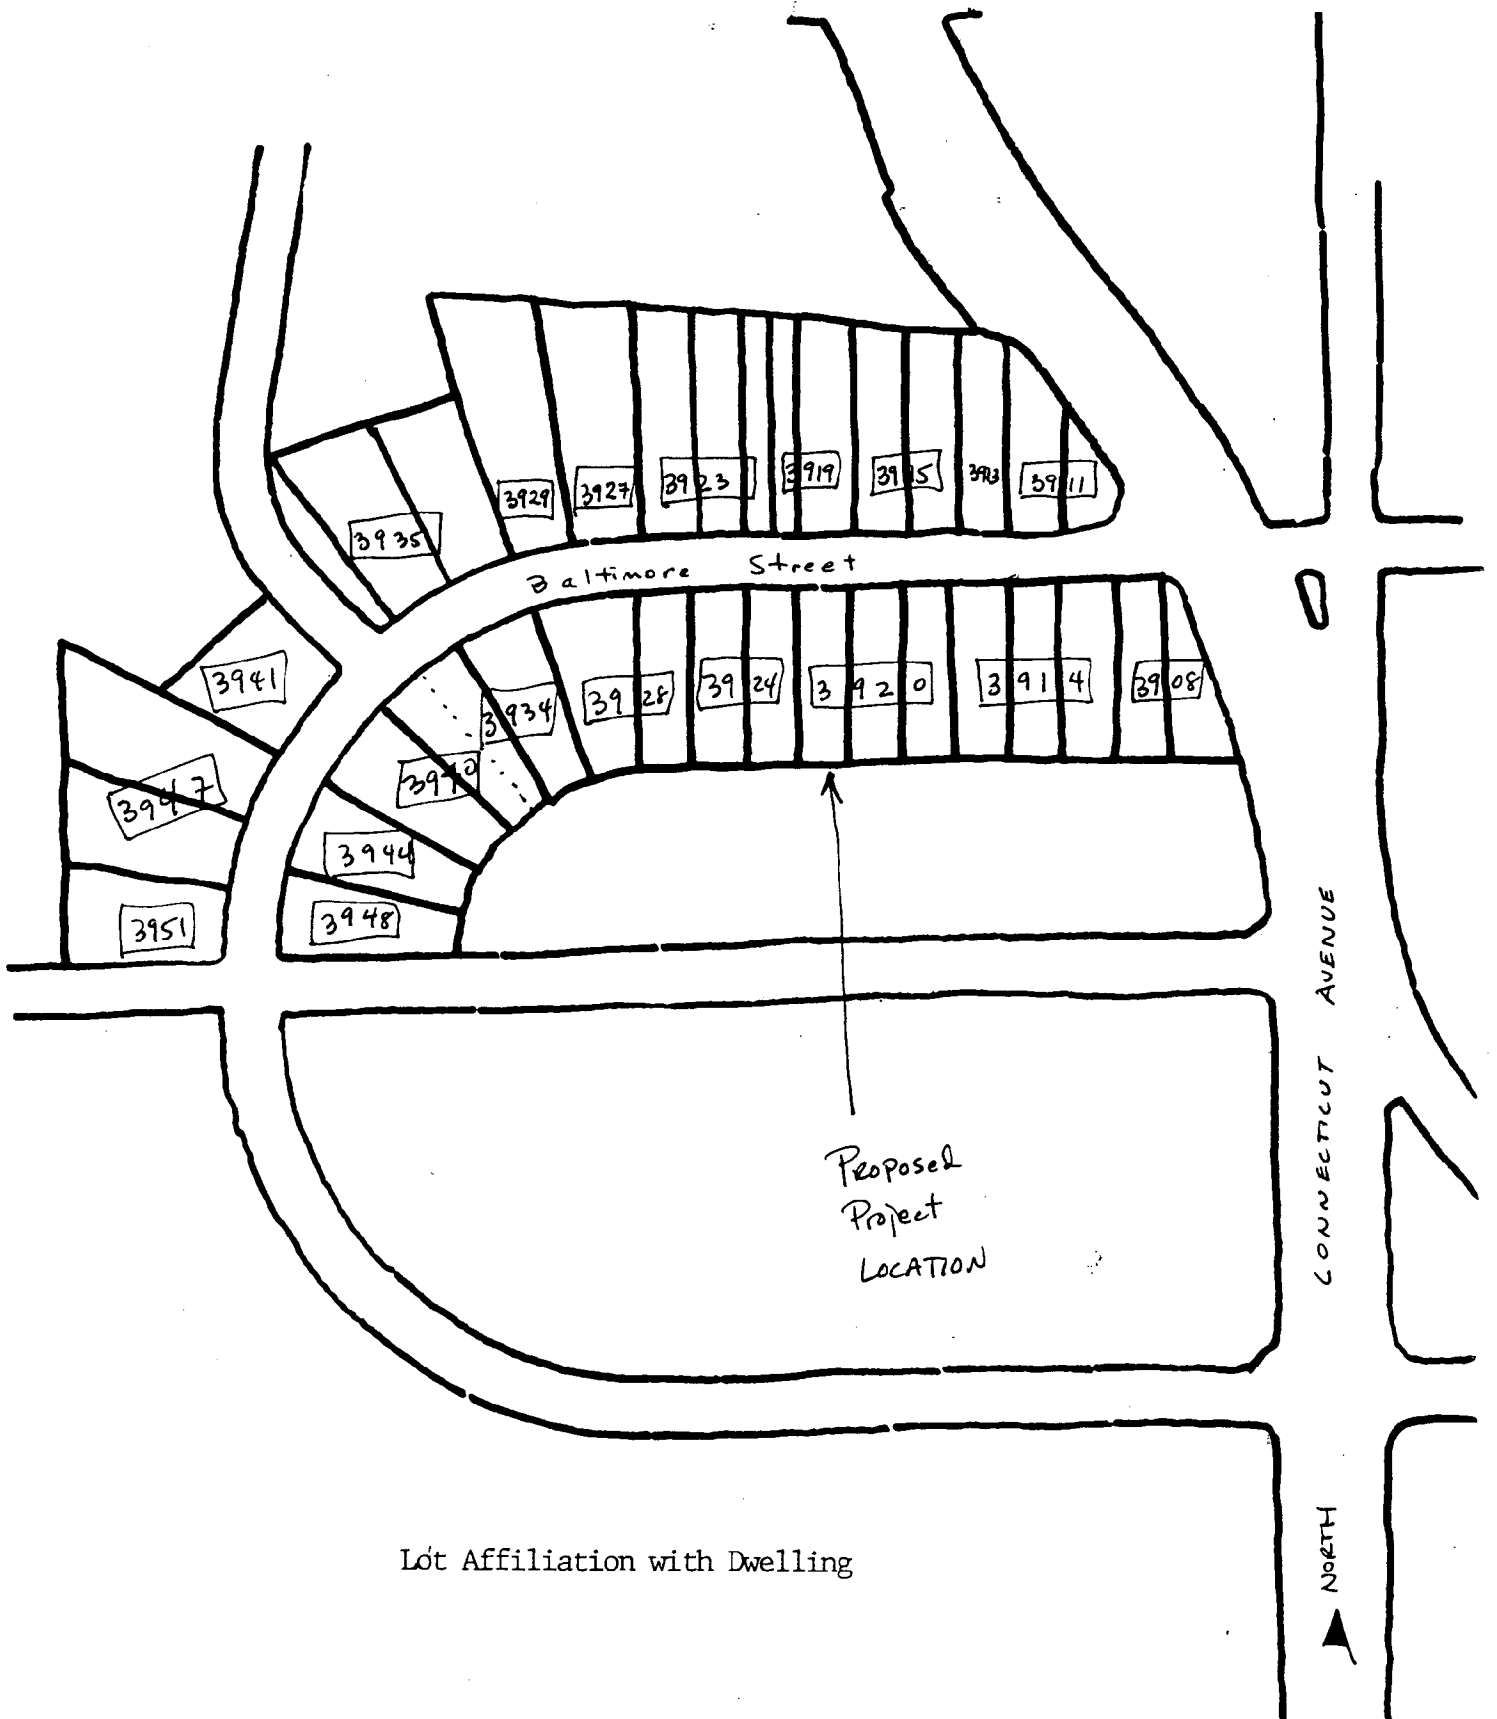 3929
3927
3923
3919
3915
3913
3911
3935
Baltimore Street
3941
3934
3928
3924
3920
3914
3908
3947
3940
3944
3951
3948
CONNECTICUT AVENUE
Proposed
Project
LOCATION
Lot Affiliation with Dwelling
NORTH